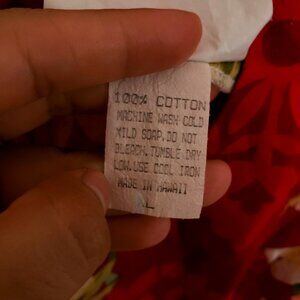 100% COTTON
MACHINE WASH COLD
MILD SOAP.DO NOT
BLEACH.TUMBLE DRY
LOW.USE COOL IRON
MADE IN HAWAII
XL